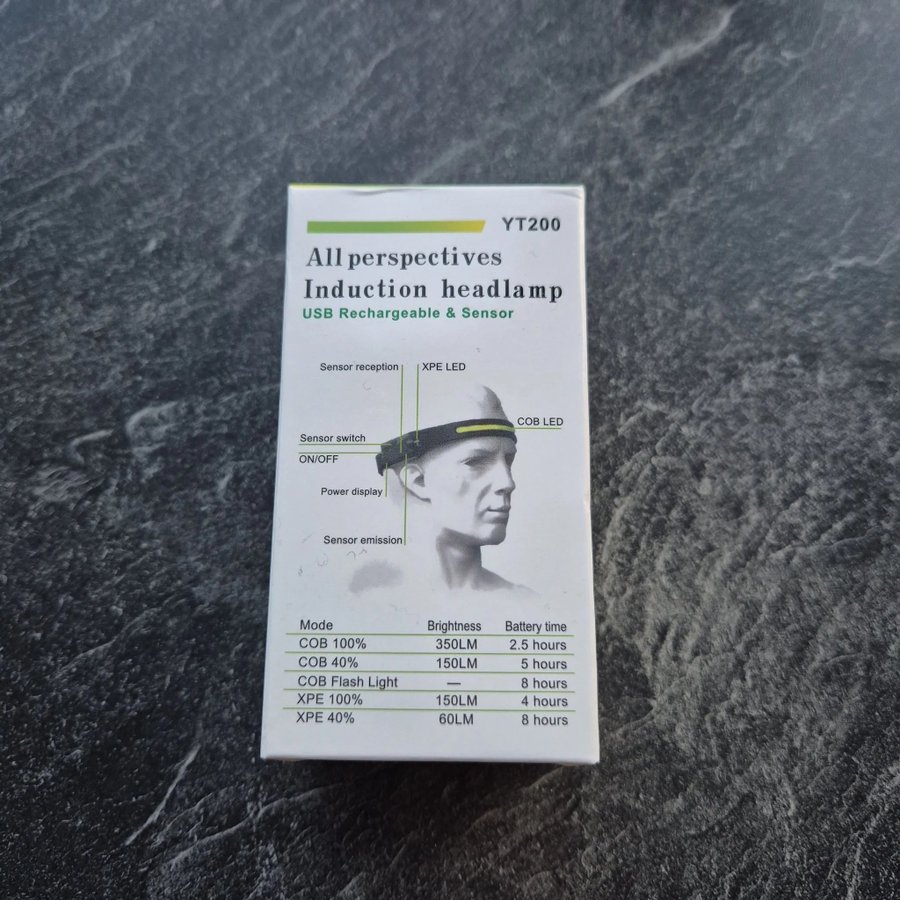 YT200
All perspectives
Induction headlamp
USB Rechargeable & Sensor
Sensor reception XPE LED
COB LED
Sensor switch
ON/OFF
Power display
Sensor emission
Mode Brightness Battery time
COB 100% 350LM 2.5 hours
COB 40% 150LM 5 hours
COB Flash Light — 8 hours
XPE 100% 150LM 4 hours
XPE 40% 60LM 8 hours